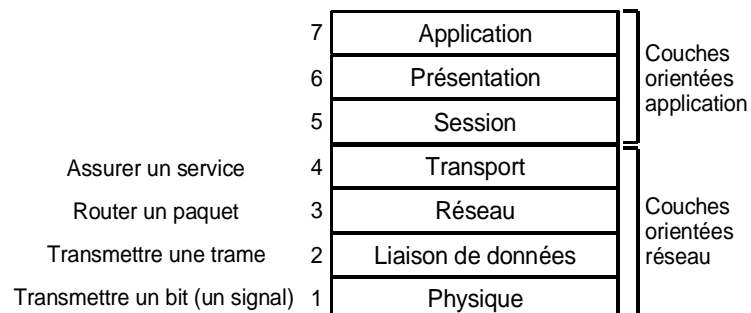 7 Application
6 Présentation
5 Session
Couches
orientées
application
Assurer un service 4 Transport
Router un paquet 3 Réseau
Transmettre une trame 2 Liaison de données
Transmettre un bit (un signal) 1 Physique
Couches
orientées
réseau